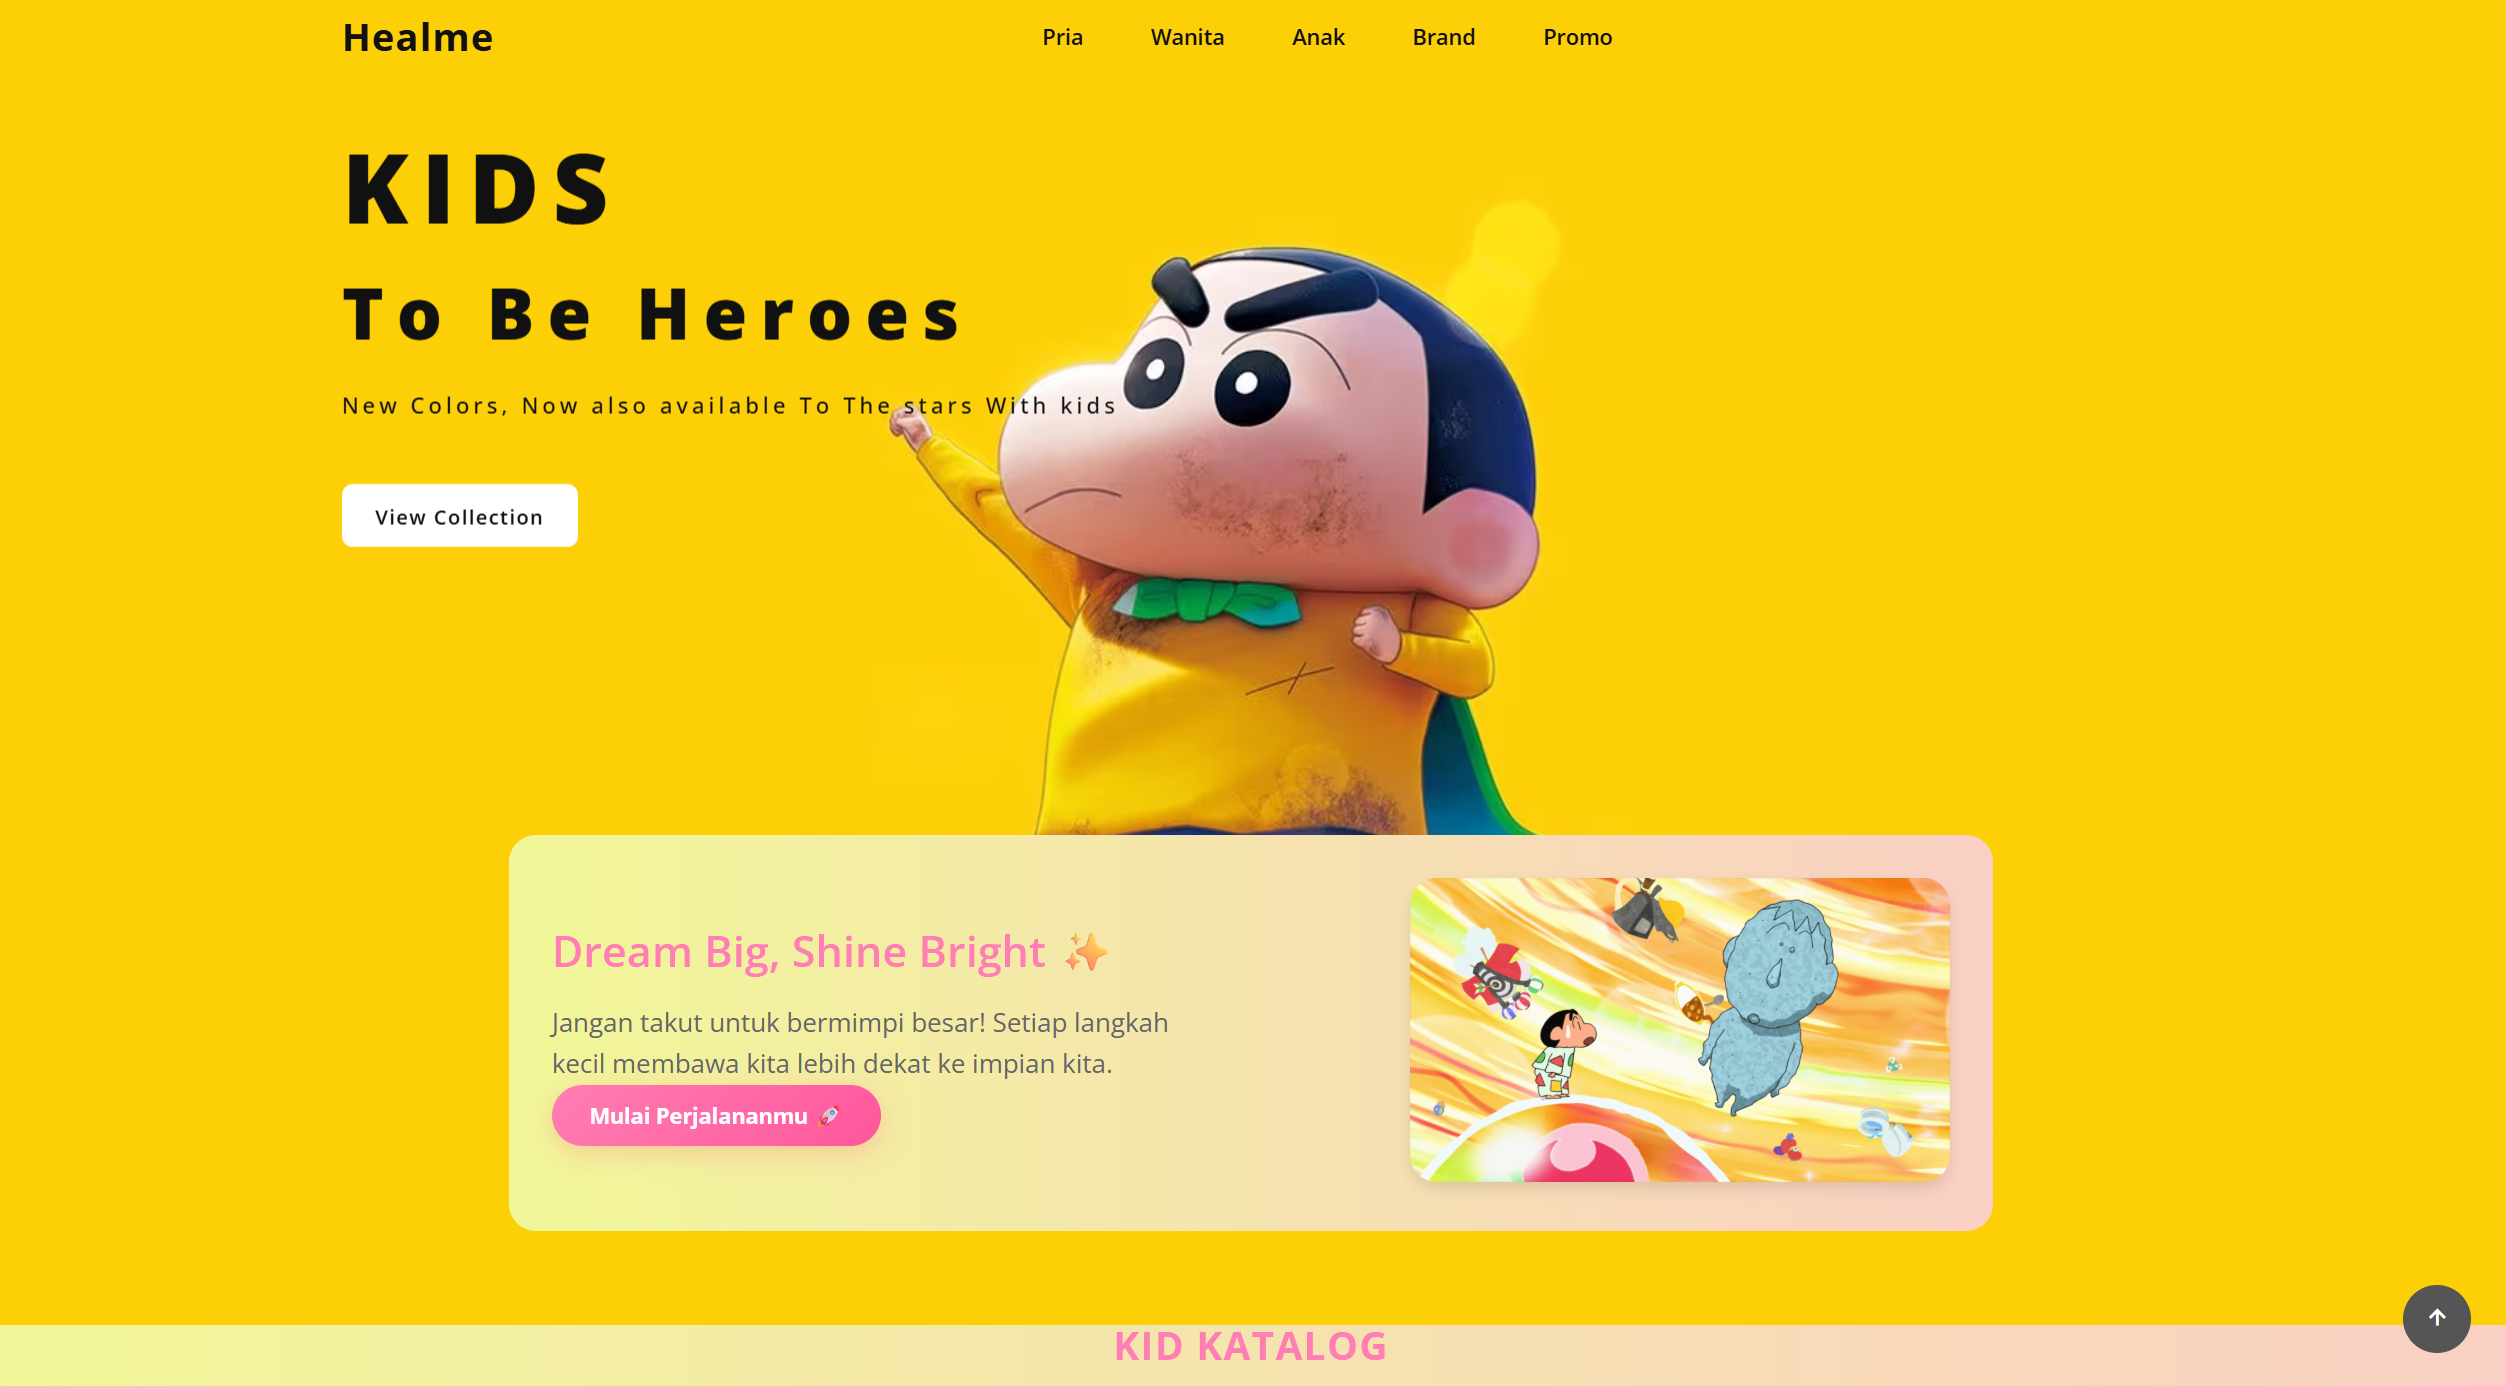 Healme
Pria Wanita Anak Brand Promo
KIDS
To Be Heroes
New Colors, Now also available To The stars With kids
View Collection
Dream Big, Shine Bright ✨
Jangan takut untuk bermimpi besar! Setiap langkah
kecil membawa kita lebih dekat ke impian kita.
Mulai Perjalananmu 🚀
KID KATALOG